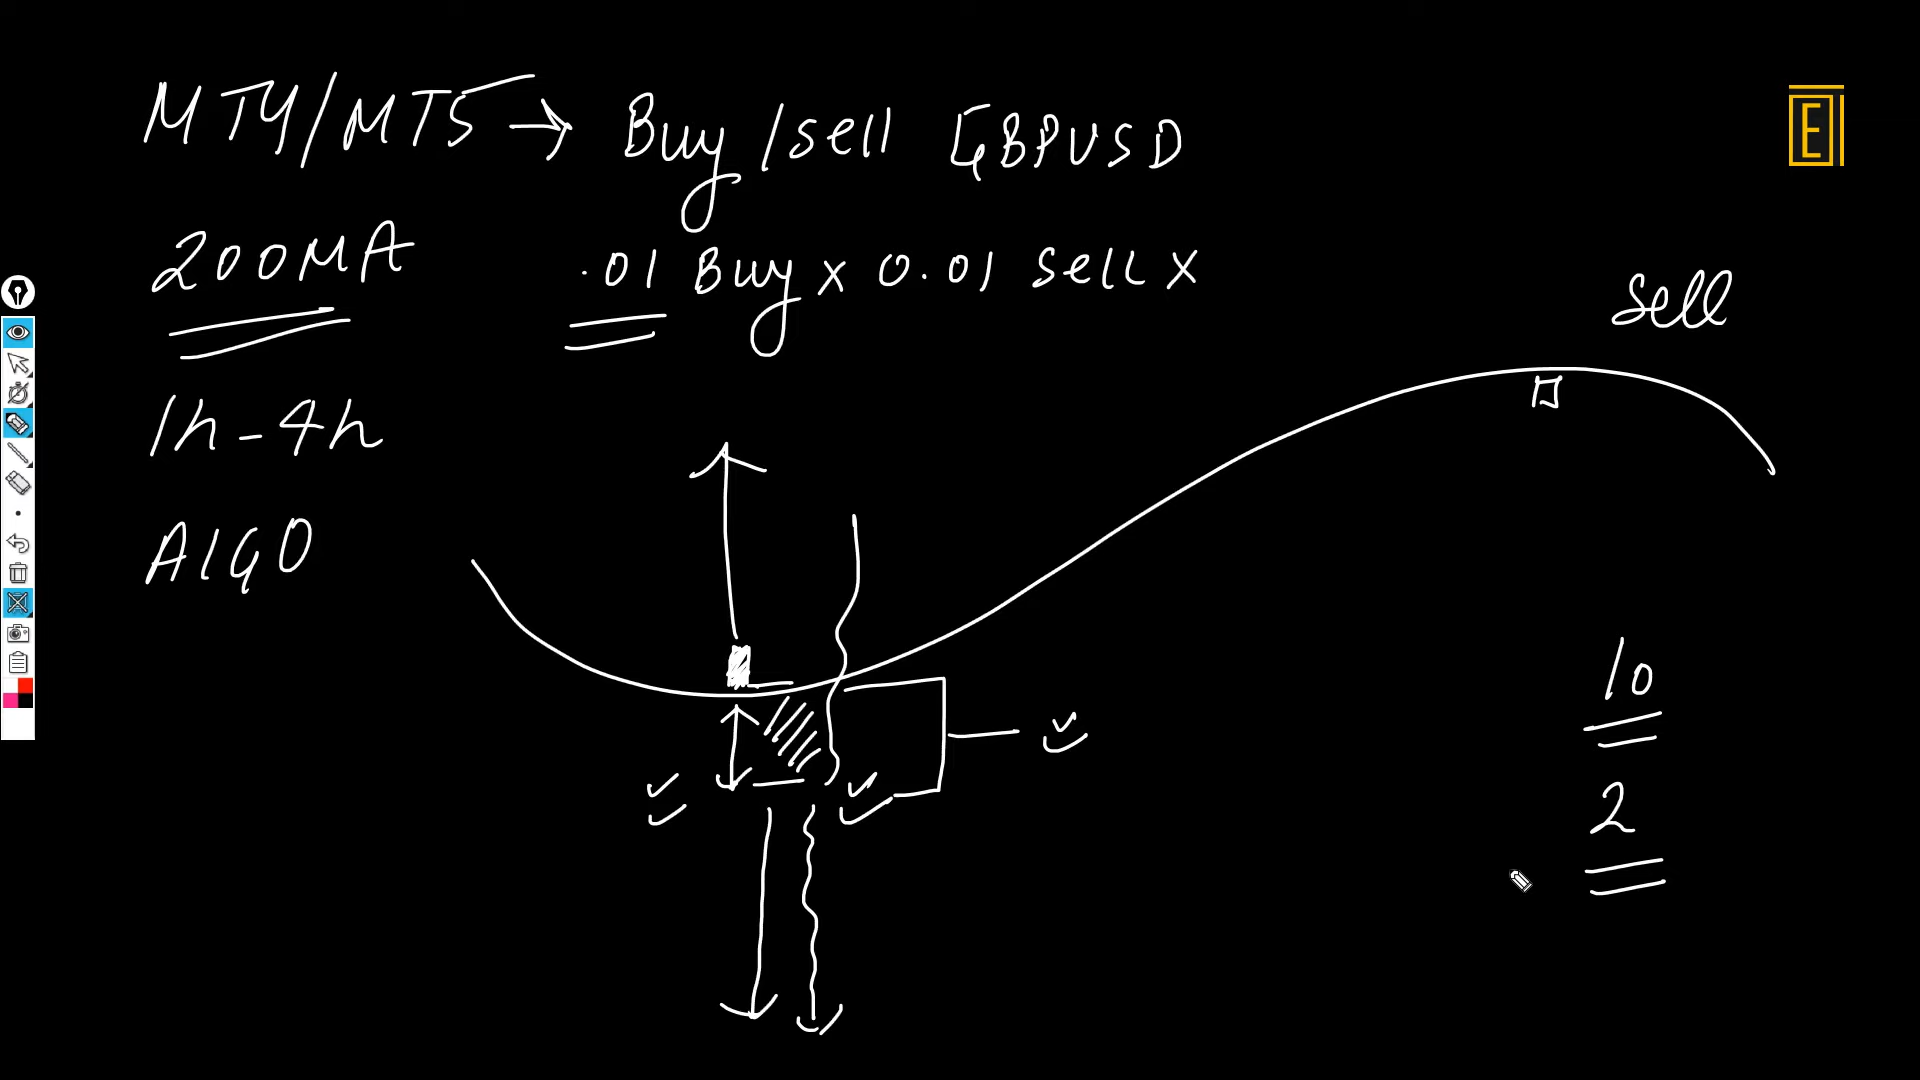 MT4/MT5 → Buy/sell GBPUSD
200MA .01 Buy x 0.01 sell x
sell
1h-4h
AlGO
10
2
E